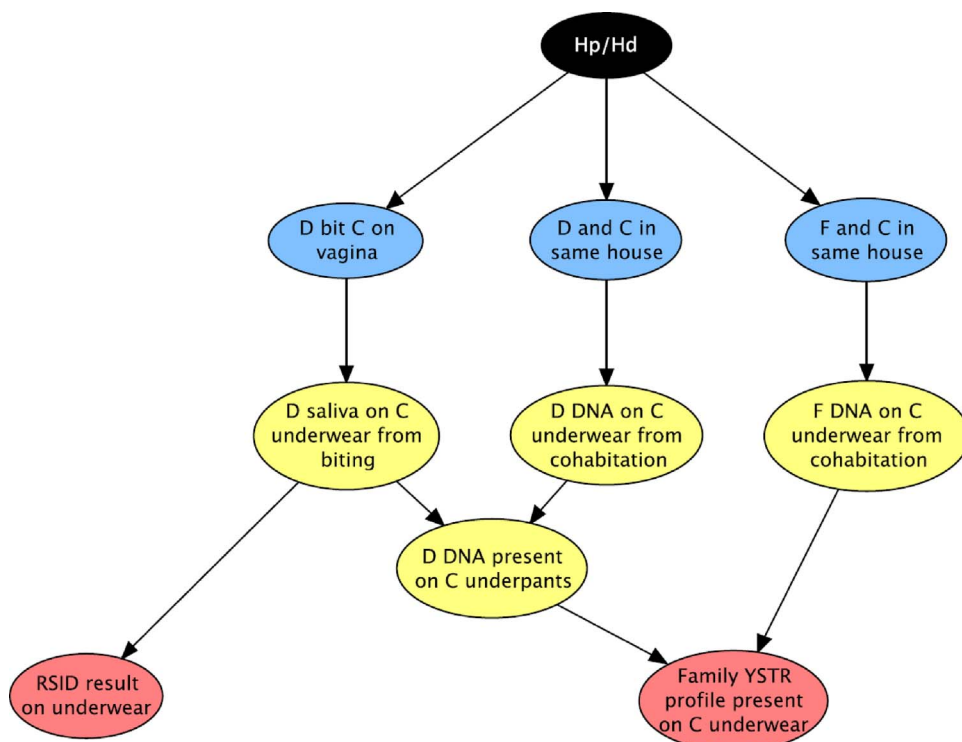 Hp/Hd
D bit C on
vagina
D and C in
same house
F and C in
same house
D saliva on C
underwear from
biting
D DNA on C
underwear from
cohabitation
F DNA on C
underwear from
cohabitation
D DNA present
on C underpants
RSID result
on underwear
Family YSTR
profile present
on C underwear